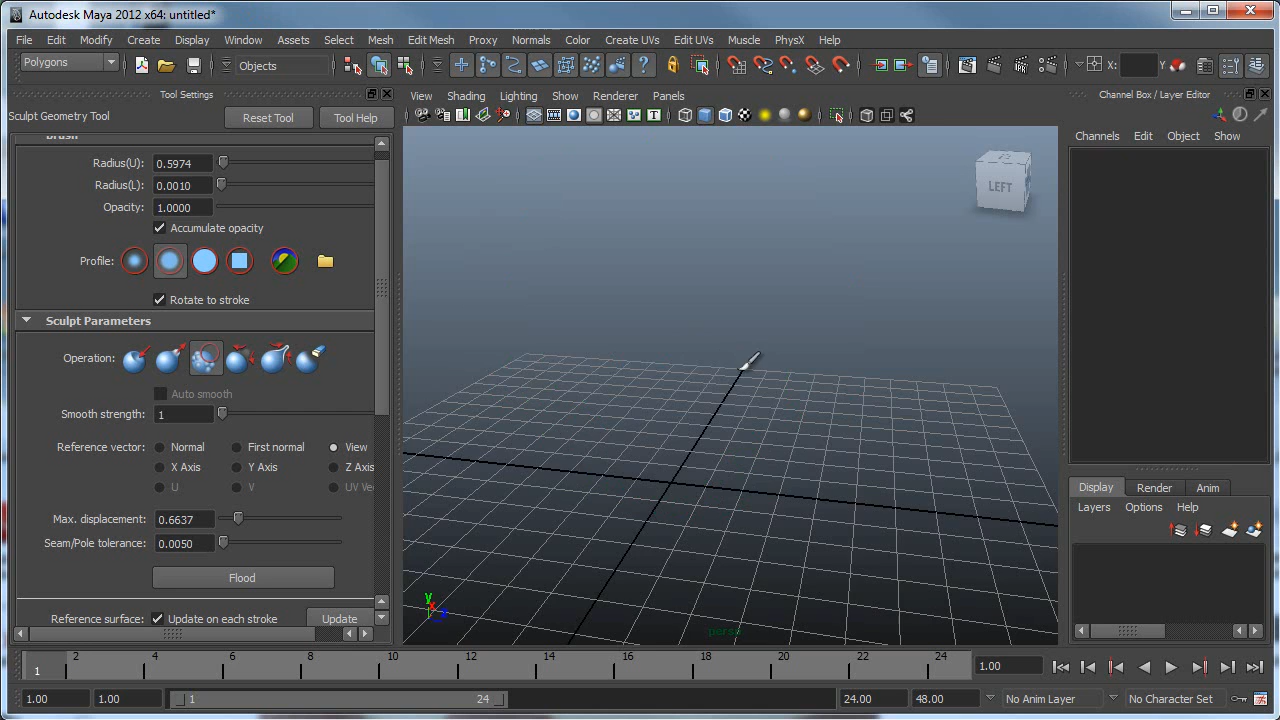 Autodesk Maya 2012 x64: untitled*
File Edit Modify Create Display Window Assets Select Mesh Edit Mesh Proxy Normals Color Create UVs Edit UVs Muscle PhysX Help
Polygons Objects X: Y
Tool Settings
Sculpt Geometry Tool Reset Tool Tool Help
Brush
Radius(U): 0.5974
Radius(L): 0.0010
Opacity: 1.0000
Accumulate opacity
Profile:
Rotate to stroke
Sculpt Parameters
Operation:
Auto smooth
Smooth strength: 1
Reference vector: Normal First normal View
X Axis Y Axis Z Axis
U V UV Ve
Max. displacement: 0.6637
Seam/Pole tolerance: 0.0050
Flood
Reference surface: Update on each stroke Update
View Shading Lighting Show Renderer Panels
LEFT
y
x
z
persp
Channel Box / Layer Editor
Channels Edit Object Show
Display Render Anim
Layers Options Help
1 2 4 6 8 10 12 14 16 18 20 22 24 1.00
1.00 1.00 1 24 24.00 48.00 No Anim Layer No Character Set